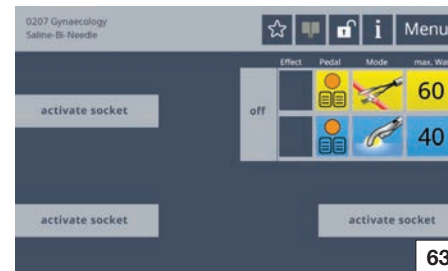 0207 Gynaecology
Saline-Bi-Needle
i Menu
Effect Pedal Mode max. Wat
activate socket
off
60
40
activate socket
activate socket
63